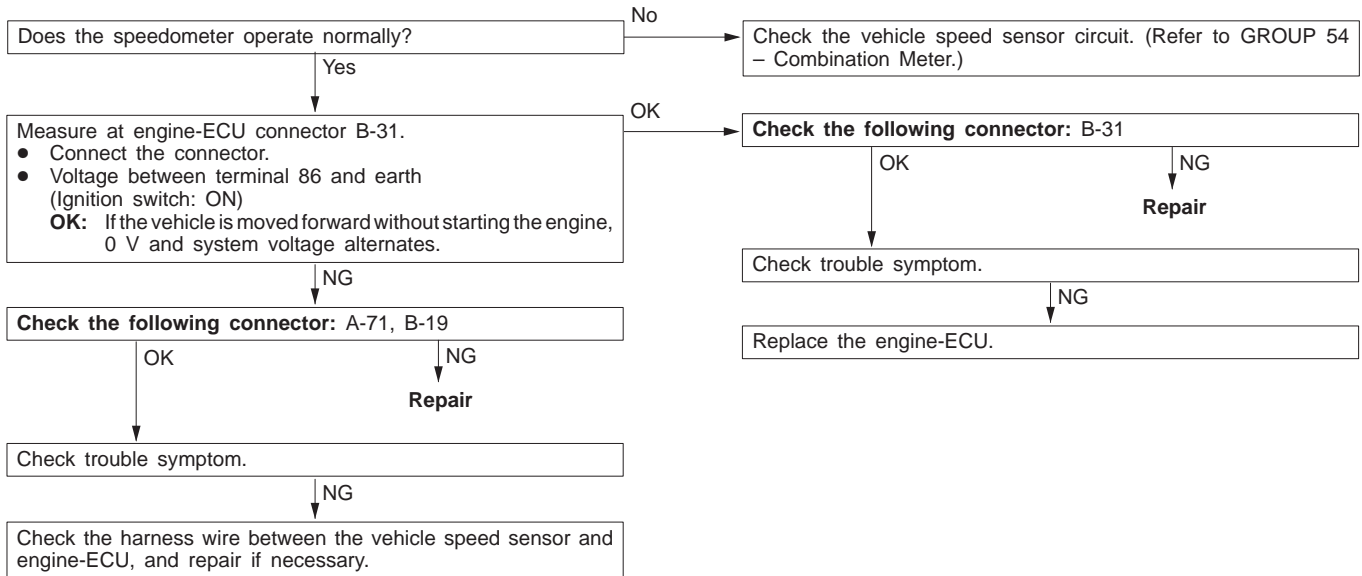 Does the speedometer operate normally?
No
Check the vehicle speed sensor circuit. (Refer to GROUP 54
– Combination Meter.)
Yes
Measure at engine-ECU connector B-31.
● Connect the connector.
● Voltage between terminal 86 and earth
(Ignition switch: ON)
OK: If the vehicle is moved forward without starting the engine,
0 V and system voltage alternates.
OK
Check the following connector: B-31
OK
NG
Repair
Check trouble symptom.
NG
Replace the engine-ECU.
NG
Check the following connector: A-71, B-19
OK
NG
Repair
Check trouble symptom.
NG
Check the harness wire between the vehicle speed sensor and
engine-ECU, and repair if necessary.